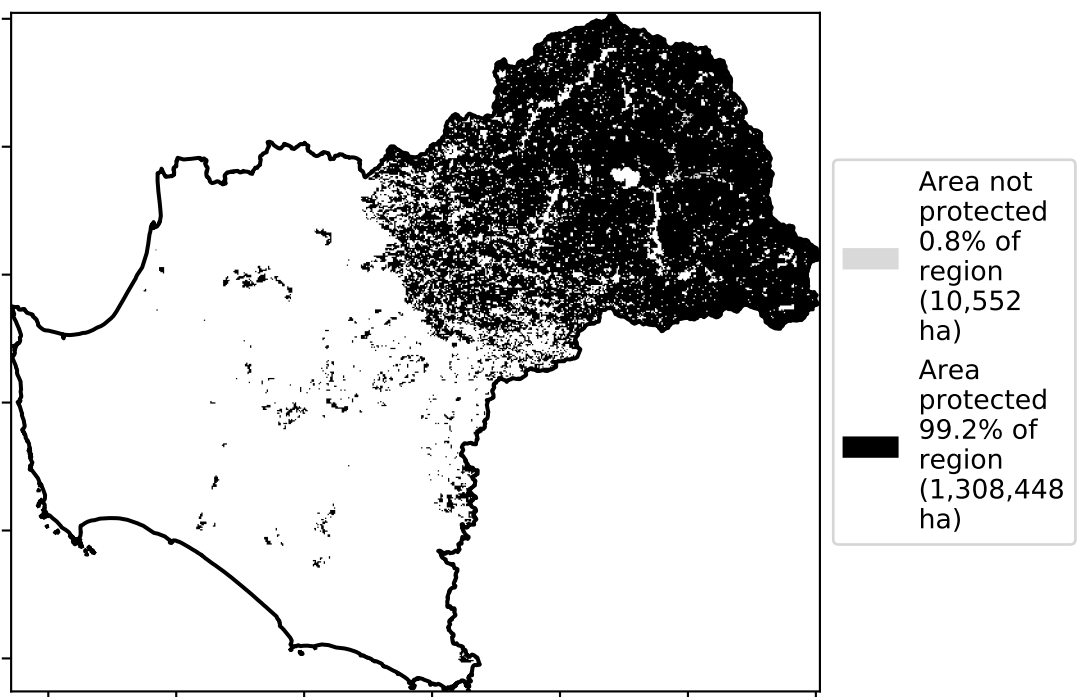 Area not
protected
0.8% of
region
(10,552
ha)
Area
protected
99.2% of
region
(1,308,448
ha)